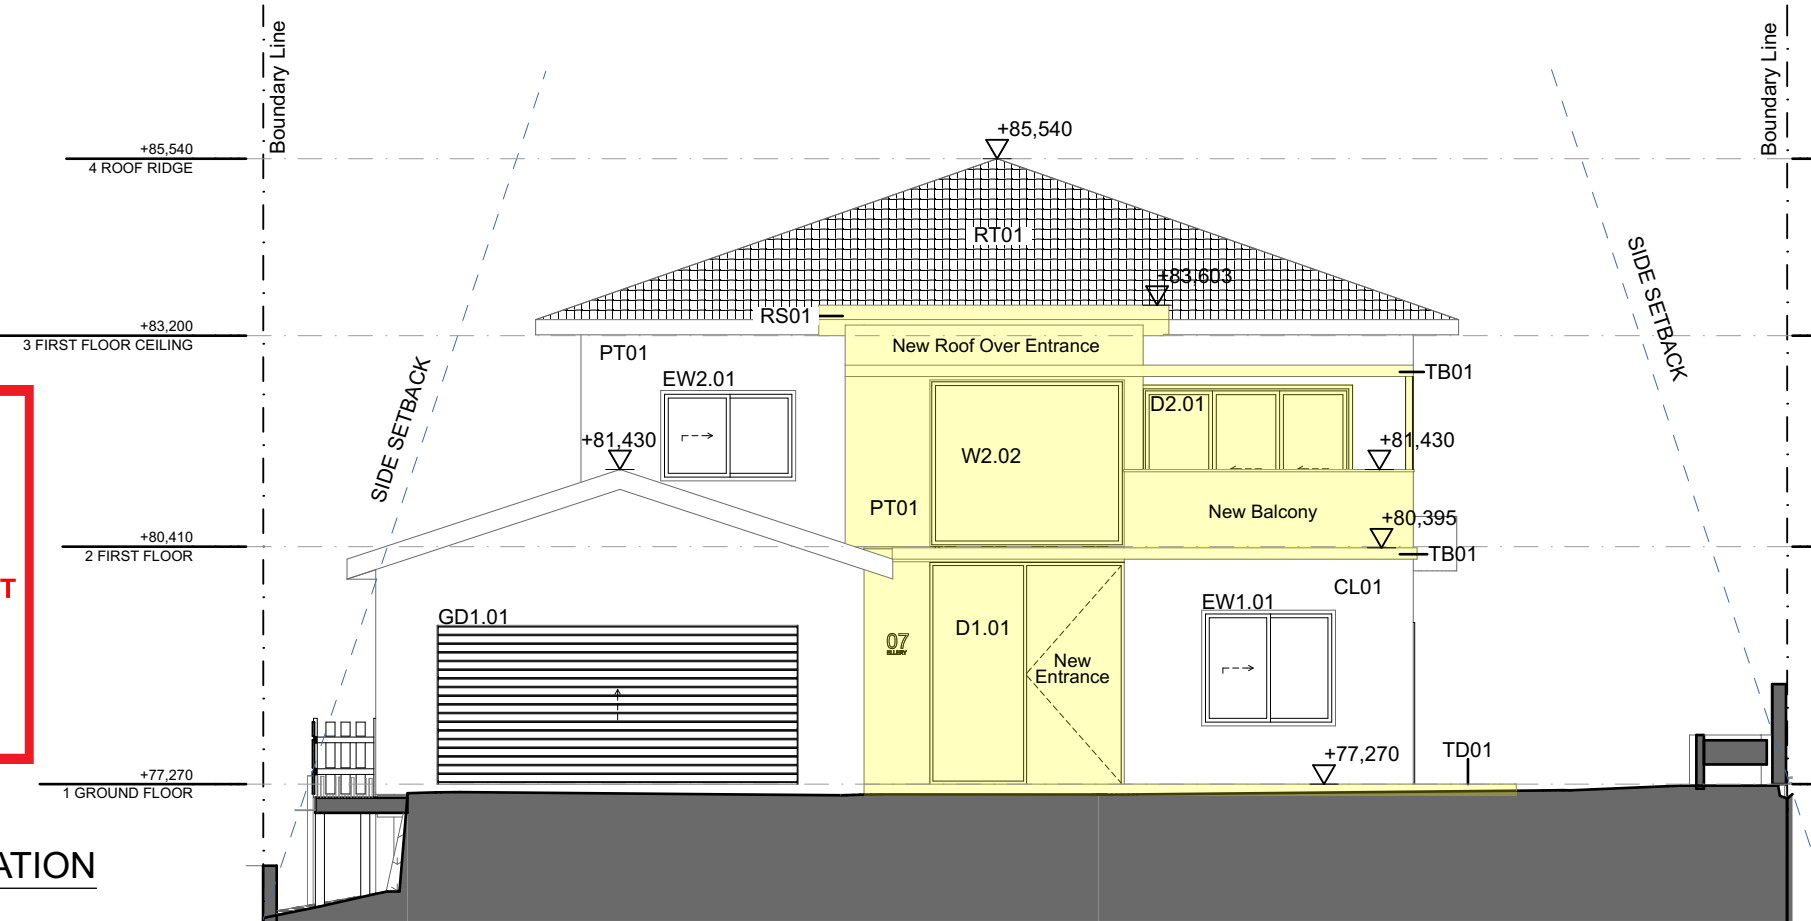 Boundary Line
Boundary Line
+85,540
+85,540
4 ROOF RIDGE
RT01
SIDE SETBACK
+83,603
RS01
+83,200
3 FIRST FLOOR CEILING
New Roof Over Entrance
PT01
SIDE SETBACK
TB01
EW2.01
D2.01
+81,430
+81,430
W2.02
PT01
New Balcony
+80,395
+80,410
2 FIRST FLOOR
TB01
T
CL01
EW1.01
GD1.01
07
ELLERY
D1.01
New
Entrance
+77,270
TD01
+77,270
1 GROUND FLOOR
ATION